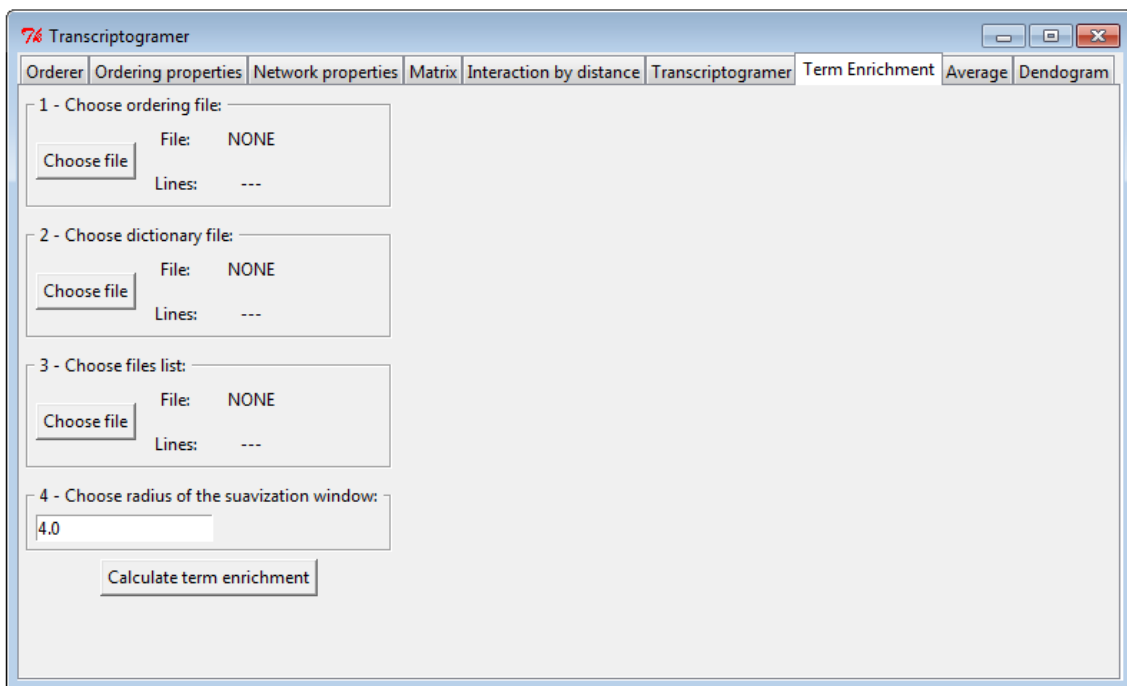 Transcriptogramer
Orderer Ordering properties Network properties Matrix Interaction by distance Transcriptogramer Term Enrichment Average Dendogram
1 - Choose ordering file:
File: NONE
Choose file
Lines: ---
2 - Choose dictionary file:
File: NONE
Choose file
Lines: ---
3 - Choose files list:
File: NONE
Choose file
Lines: ---
4 - Choose radius of the suavization window:
4.0
Calculate term enrichment